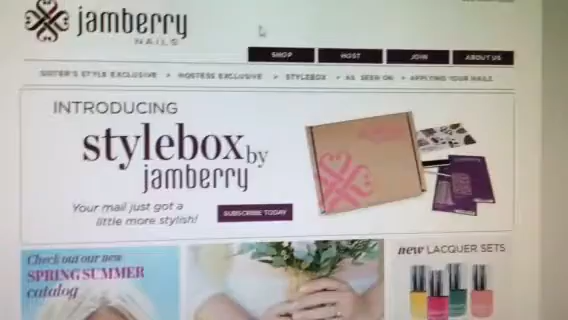 jamberry
NAILS
SHOP
HOST
JOIN
ABOUT US
SISTER'S STYLE EXCLUSIVE
HOSTESS EXCLUSIVE
STYLEBOX
AS SEEN ON
APPLYING YOUR NAILS
INTRODUCING
stylebox by
jamberry
Your mail just got a
little more stylish!
SUBSCRIBE TODAY
Check out our new
SPRING SUMMER
catalog
new LACQUER SETS